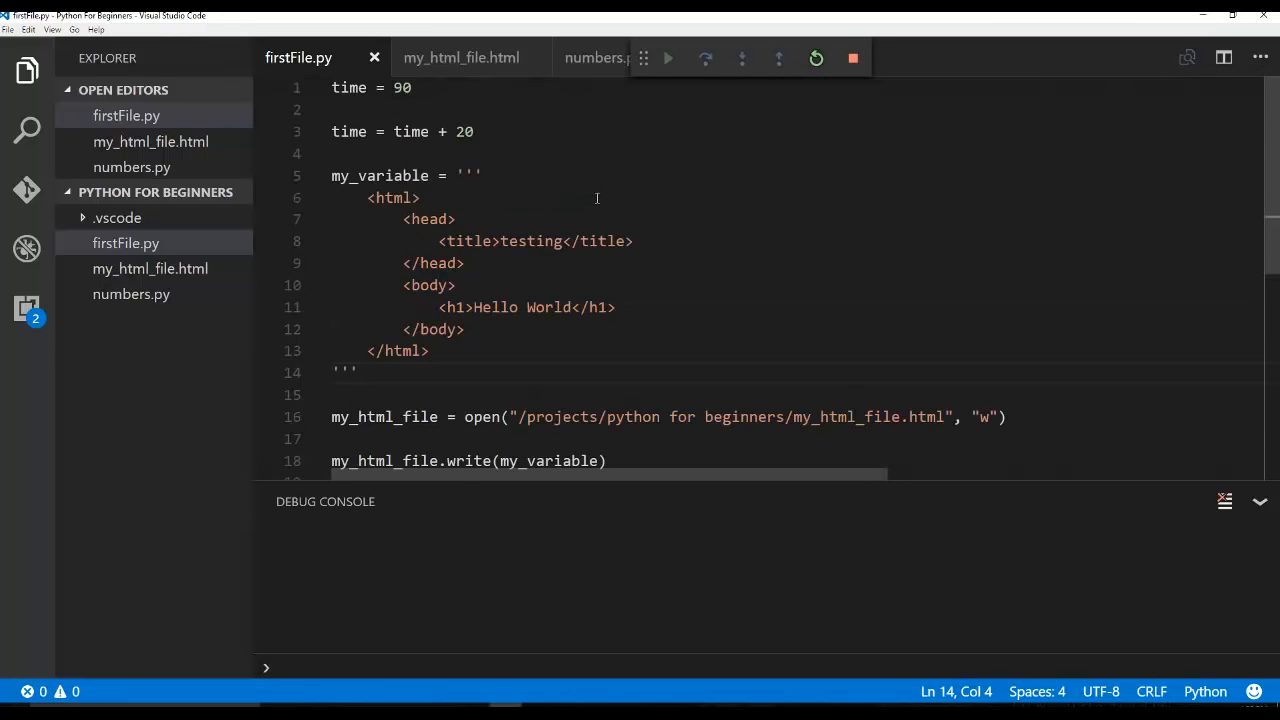 firstFile.py - Python For Beginners - Visual Studio Code
File Edit View Go Help
EXPLORER
OPEN EDITORS
firstFile.py
my_html_file.html
numbers.py
PYTHON FOR BEGINNERS
.vscode
firstFile.py
my_html_file.html
numbers.py
2
firstFile.py my_html_file.html numbers.p
1 time = 90
2
3 time = time + 20
4
5 my_variable = '''
6 <html>
7 <head>
8 <title>testing</title>
9 </head>
10 <body>
11 <h1>Hello World</h1>
12 </body>
13 </html>
14 '''
15
16 my_html_file = open("/projects/python for beginners/my_html_file.html", "w")
17
18 my_html_file.write(my_variable)
DEBUG CONSOLE
0 0 Ln 14, Col 4 Spaces: 4 UTF-8 CRLF Python